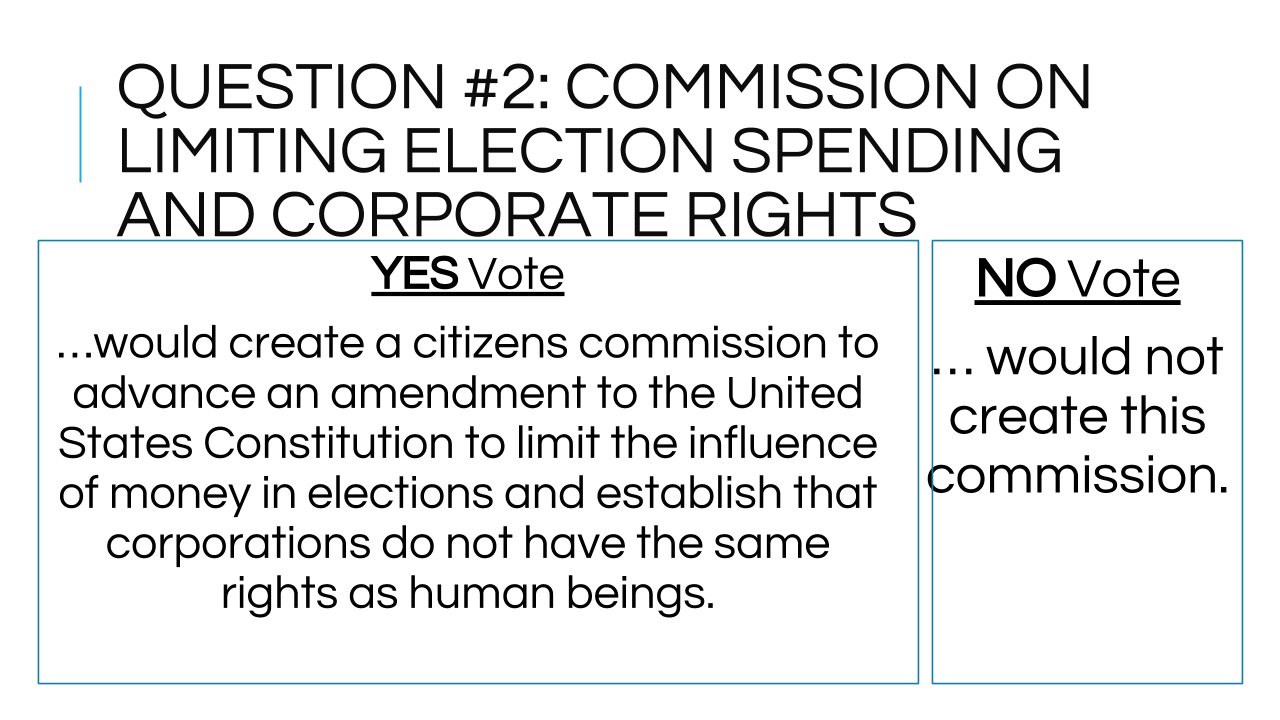 QUESTION #2: COMMISSION ON
LIMITING ELECTION SPENDING
AND CORPORATE RIGHTS
YES Vote
…would create a citizens commission to
advance an amendment to the United
States Constitution to limit the influence
of money in elections and establish that
corporations do not have the same
rights as human beings.
NO Vote
… would not
create this
commission.